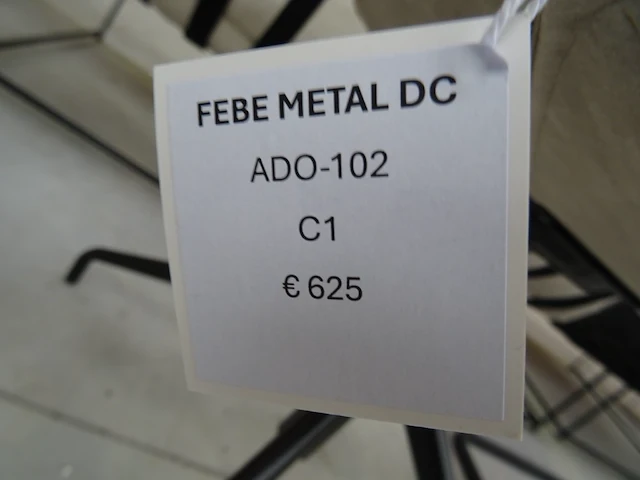 FEBE METAL DC
ADO-102
C1
€ 625